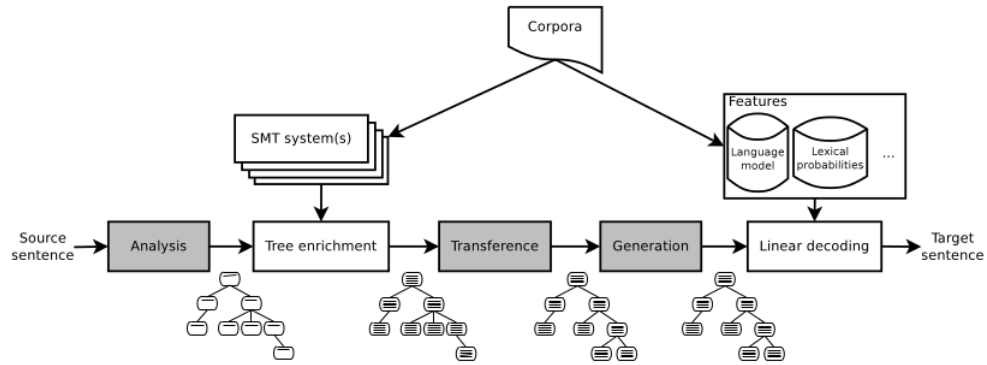 Corpora
Features
SMT system(s)
Language
model
Lexical
probabilities
...
Source
sentence
Analysis
Tree enrichment
Transference
Generation
Linear decoding
Target
sentence